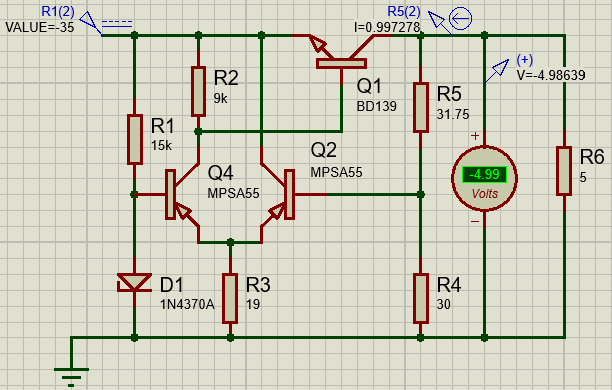 R1(2)
VALUE=-35
R5(2)
I=0.997278
(+)
V=-4.98639
R2
9k
Q1
BD139
R5
31.75
R1
15k
Q4
MPSA55
Q2
MPSA55
+
-4.99
Volts
R6
5
D1
1N4370A
R3
19
R4
30